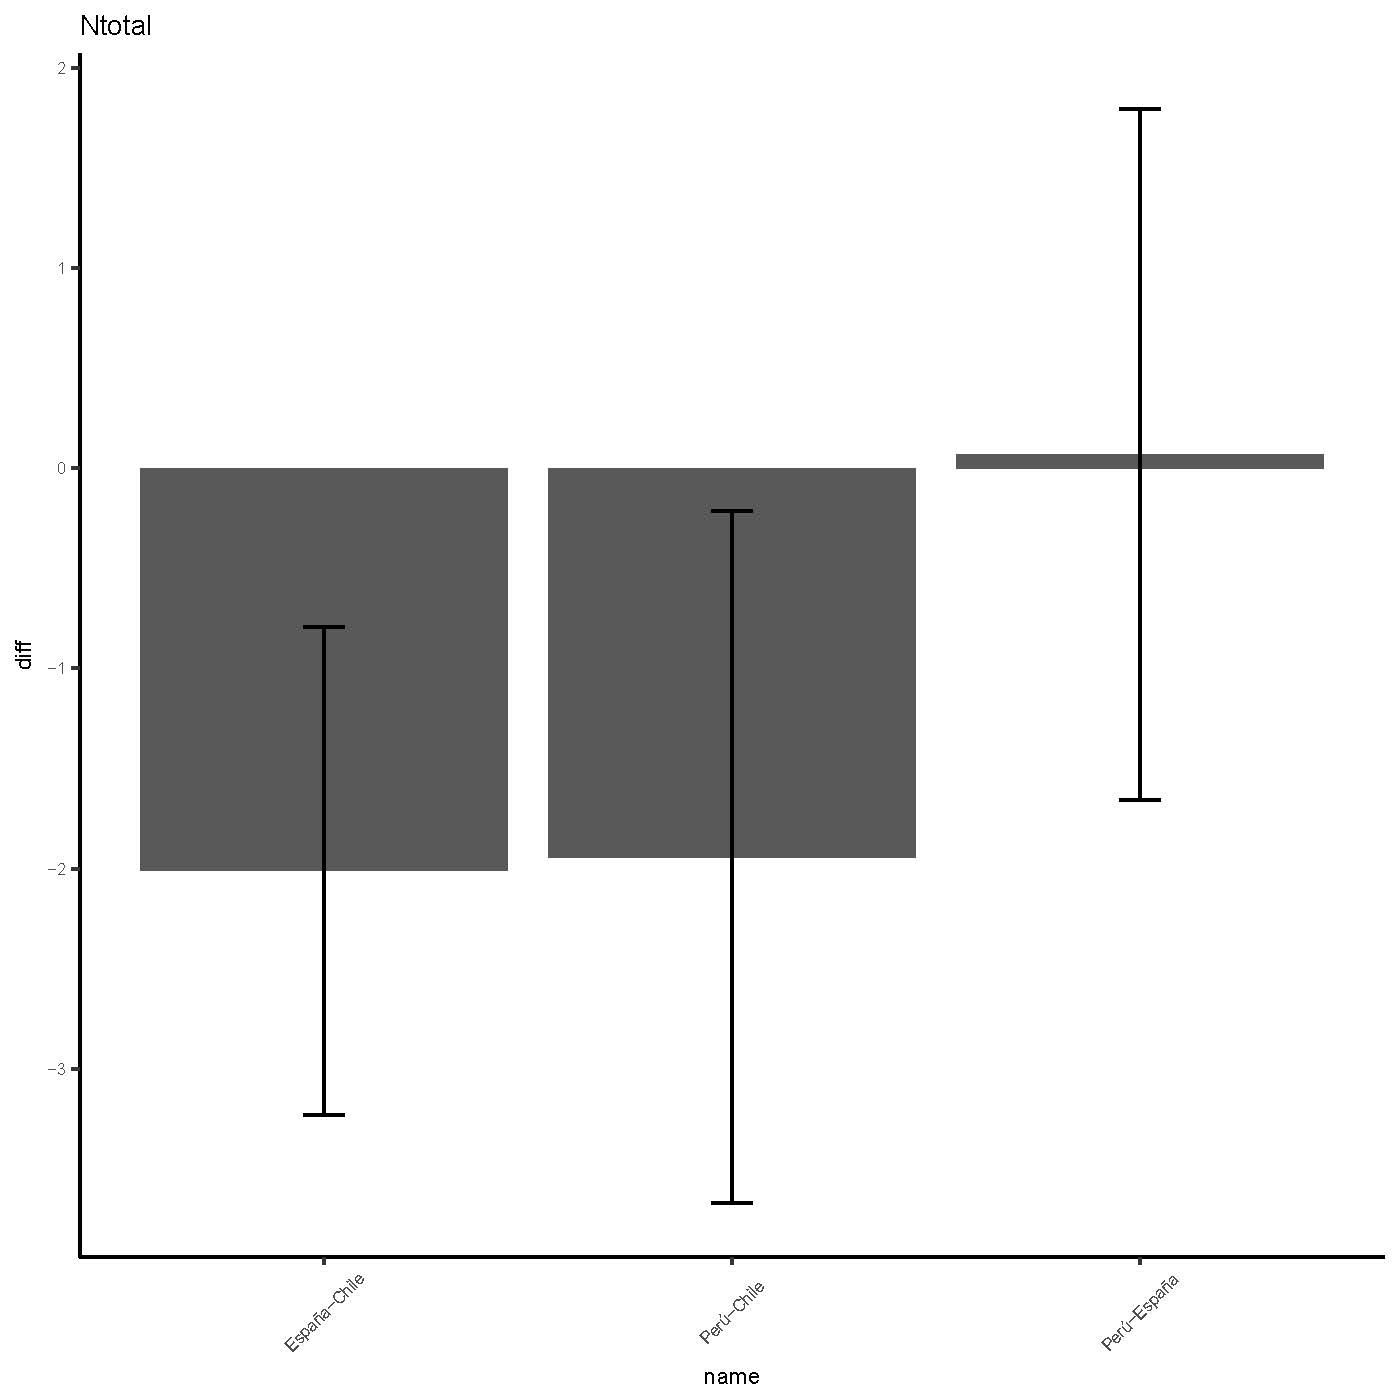 Ntotal
2
1
0
−1
−2
−3
diff
España−Chile
Perú−Chile
Perú−España
name